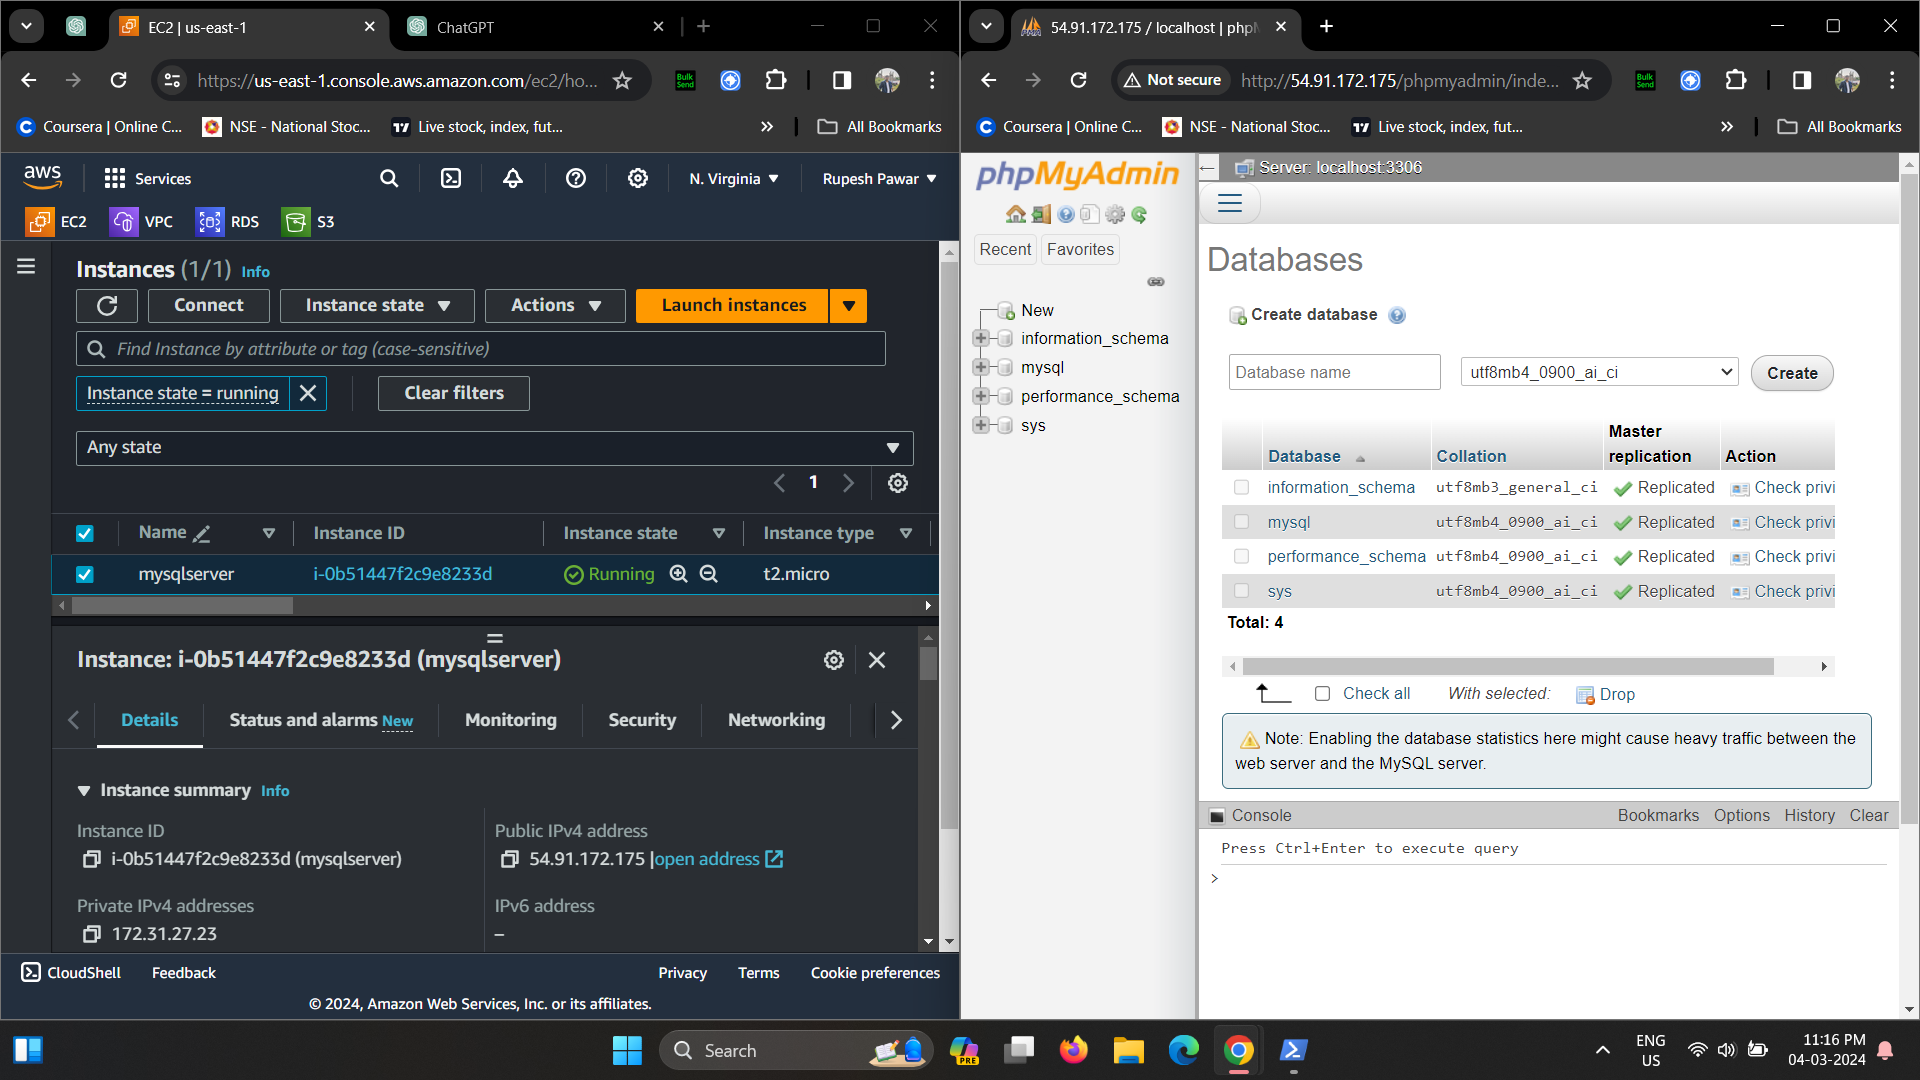 EC2 | us-east-1
ChatGPT
https://us-east-1.console.aws.amazon.com/ec2/ho...
Bulk Send
Coursera | Online C...
NSE - National Stoc...
Live stock, index, fut...
All Bookmarks
aws
Services
N. Virginia
Rupesh Pawar
EC2
VPC
RDS
S3
Instances (1/1) Info
Connect
Instance state
Actions
Launch instances
Find Instance by attribute or tag (case-sensitive)
Instance state = running
Clear filters
Any state
1
Name
Instance ID
Instance state
Instance type
mysqlserver
i-0b51447f2c9e8233d
Running
t2.micro
Instance: i-0b51447f2c9e8233d (mysqlserver)
Details
Status and alarms New
Monitoring
Security
Networking
Instance summary Info
Instance ID
i-0b51447f2c9e8233d (mysqlserver)
Public IPv4 address
54.91.172.175 |open address
Private IPv4 addresses
172.31.27.23
IPv6 address
–
CloudShell
Feedback
Privacy
Terms
Cookie preferences
© 2024, Amazon Web Services, Inc. or its affiliates.
54.91.172.175 / localhost | phpM
Not secure
http://54.91.172.175/phpmyadmin/inde...
Bulk Send
Coursera | Online C...
NSE - National Stoc...
Live stock, index, fut...
All Bookmarks
phpMyAdmin
Recent
Favorites
New
information_schema
mysql
performance_schema
sys
Server: localhost:3306
Databases
Create database
Database name
utf8mb4_0900_ai_ci
Create
Database
Collation
Master replication
Action
information_schema utf8mb3_general_ci Replicated Check privi
mysql utf8mb4_0900_ai_ci Replicated Check privi
performance_schema utf8mb4_0900_ai_ci Replicated Check privi
sys utf8mb4_0900_ai_ci Replicated Check privi
Total: 4
Check all
With selected:
Drop
Note: Enabling the database statistics here might cause heavy traffic between the
web server and the MySQL server.
Console
Bookmarks
Options
History
Clear
Press Ctrl+Enter to execute query
>
Search
PRE
ENG
US
11:16 PM
04-03-2024